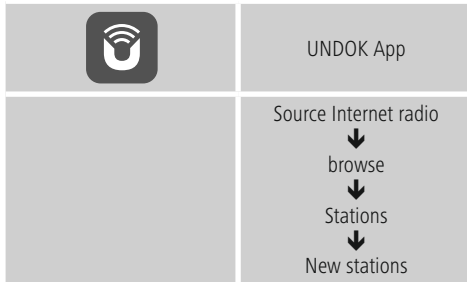 UNDOK App
Source Internet radio
🡳
browse
🡳
Stations
🡳
New stations